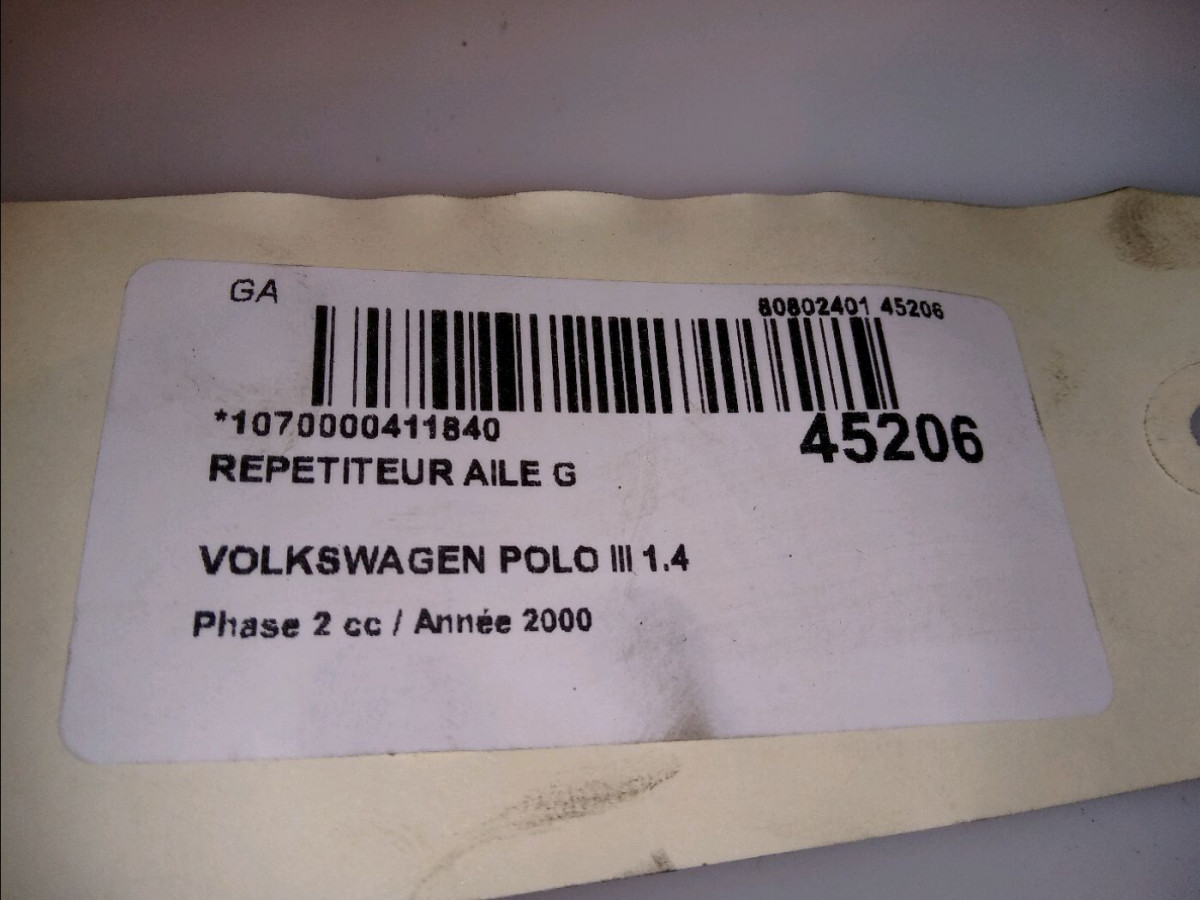 GA
80802401 45206
*1070000411840
45206
REPETITEUR AILE G
VOLKSWAGEN POLO III 1.4
Phase 2 cc / Année 2000